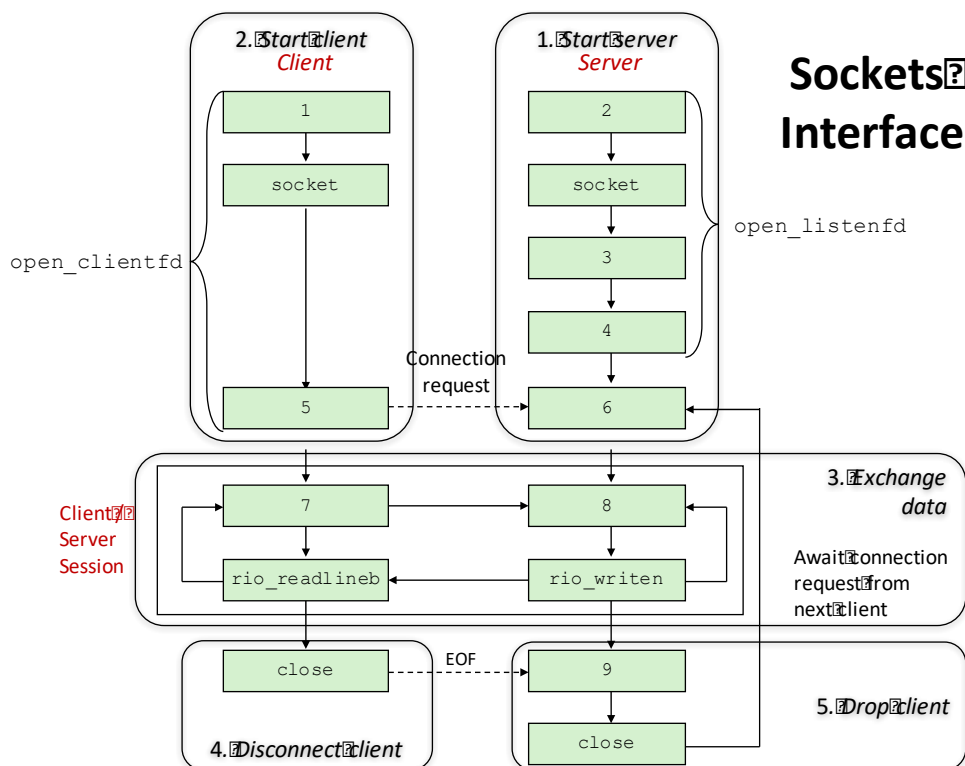 2. Start client
Client
1. Start server
Server
Sockets
Interface
1
2
socket
socket
open_clientfd
3
open_listenfd
4
Connection
request
5
6
3. Exchange
data
Client /
Server
Session
7
8
rio_readlineb
rio_writen
Await connection
request from
next client
close
EOF
9
4. Disconnect client
5. Drop client
close